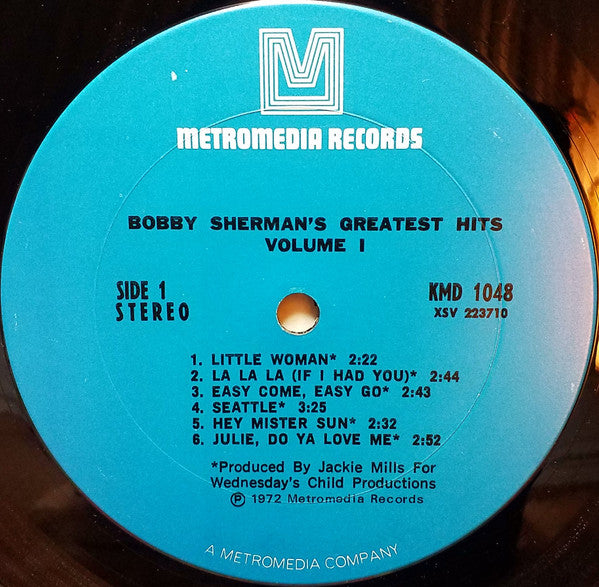 METROMEDIA RECORDS
BOBBY SHERMAN'S GREATEST HITS
VOLUME I
SIDE 1
STEREO
KMD 1048
XSV 223710
1. LITTLE WOMAN* 2:22
2. LA LA LA (IF I HAD YOU)* 2:44
3. EASY COME, EASY GO* 2:43
4. SEATTLE* 3:25
5. HEY MISTER SUN* 2:32
6. JULIE, DO YA LOVE ME* 2:52
*Produced By Jackie Mills For
Wednesday's Child Productions
Ⓟ 1972 Metromedia Records
A METROMEDIA COMPANY